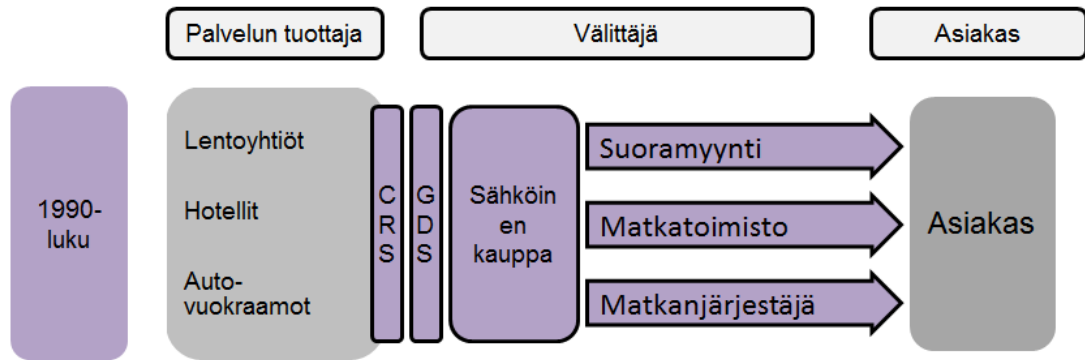 Palvelun tuottaja
Välittäjä
Asiakas
1990-
luku
Lentoyhtiöt
Hotellit
Auto-
vuokraamot
C
R
S
G
D
S
Sähköin
en
kauppa
Suoramyynti
Matkatoimisto
Matkanjärjestäjä
Asiakas